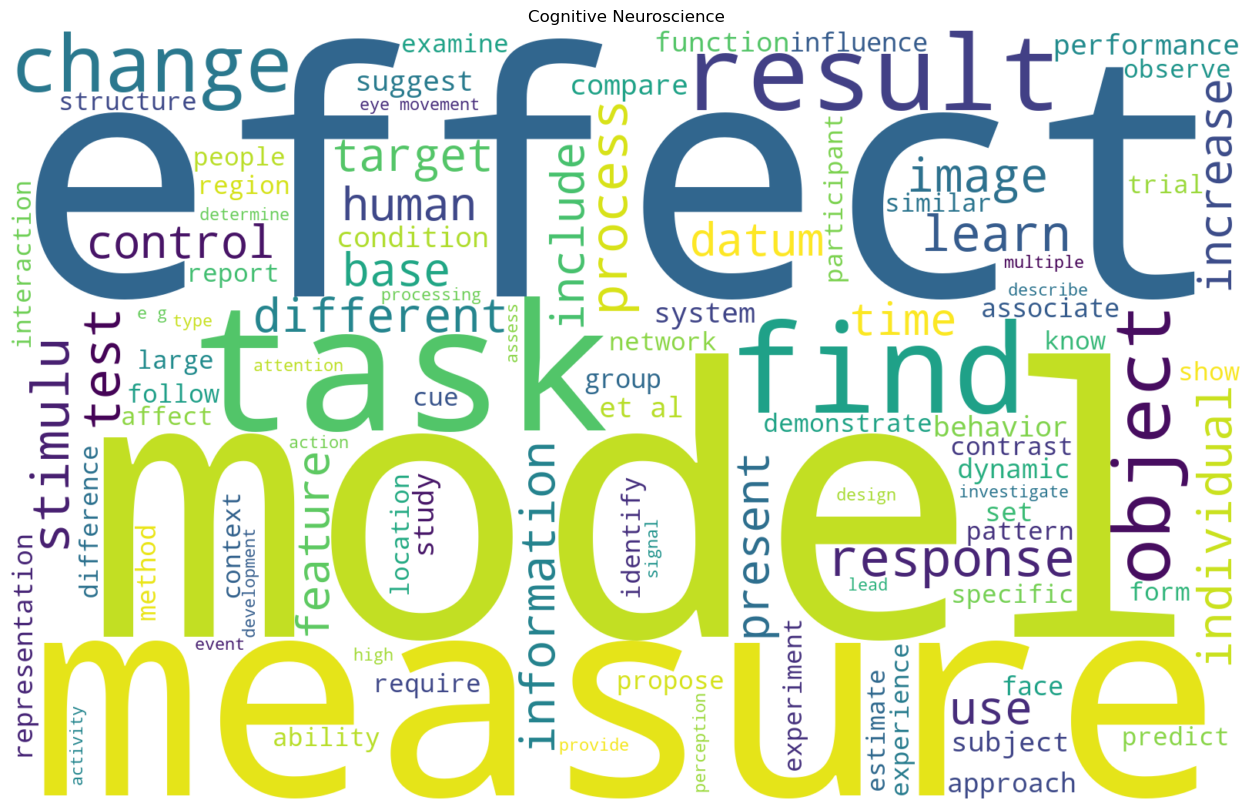 Cognitive Neuroscience
change
examine
function
influence
performance
suggest
compare
result
observe
structure
eye movement
effect
process
participant
increase
people
target
include
image
trial
region
human
similar
interaction
determine
condition
datum
learn
control
report
base
multiple
processing
describe
different
system
associate
e g
type
assess
time
stimulu
test
task
network
find
know
object
large
attention
group
show
follow
cue
et al
individual
affect
demonstrate
behavior
action
contrast
model
difference
feature
information
present
dynamic
context
location
study
identify
design
investigate
set
method
signal
pattern
representation
development
response
lead
specific
form
event
high
measure
require
propose
experiment
estimate
experience
face
use
activity
ability
provide
perception
subject
predict
approach